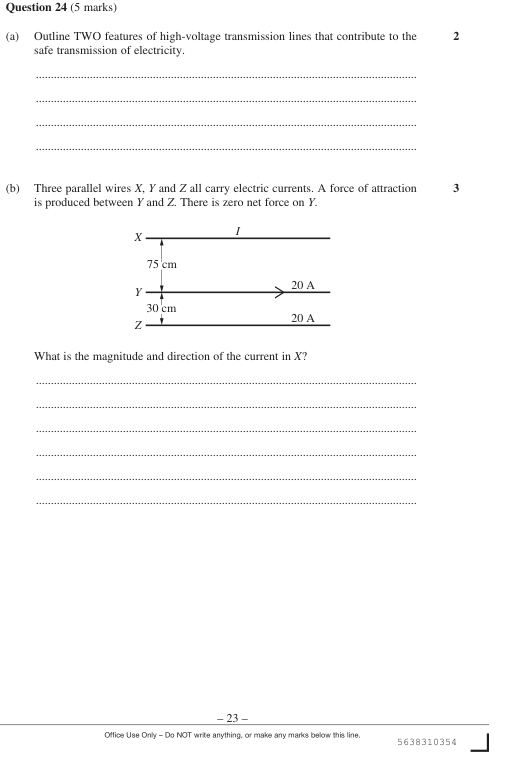 Question 24 (5 marks)
(a) Outline TWO features of high-voltage transmission lines that contribute to the 2
safe transmission of electricity.
(b) Three parallel wires X, Y and Z all carry electric currents. A force of attraction 3
is produced between Y and Z. There is zero net force on Y.
X I
75 cm
Y 20 A
30 cm
Z 20 A
What is the magnitude and direction of the current in X?
– 23 –
Office Use Only – Do NOT write anything, or make any marks below this line.
5638310354